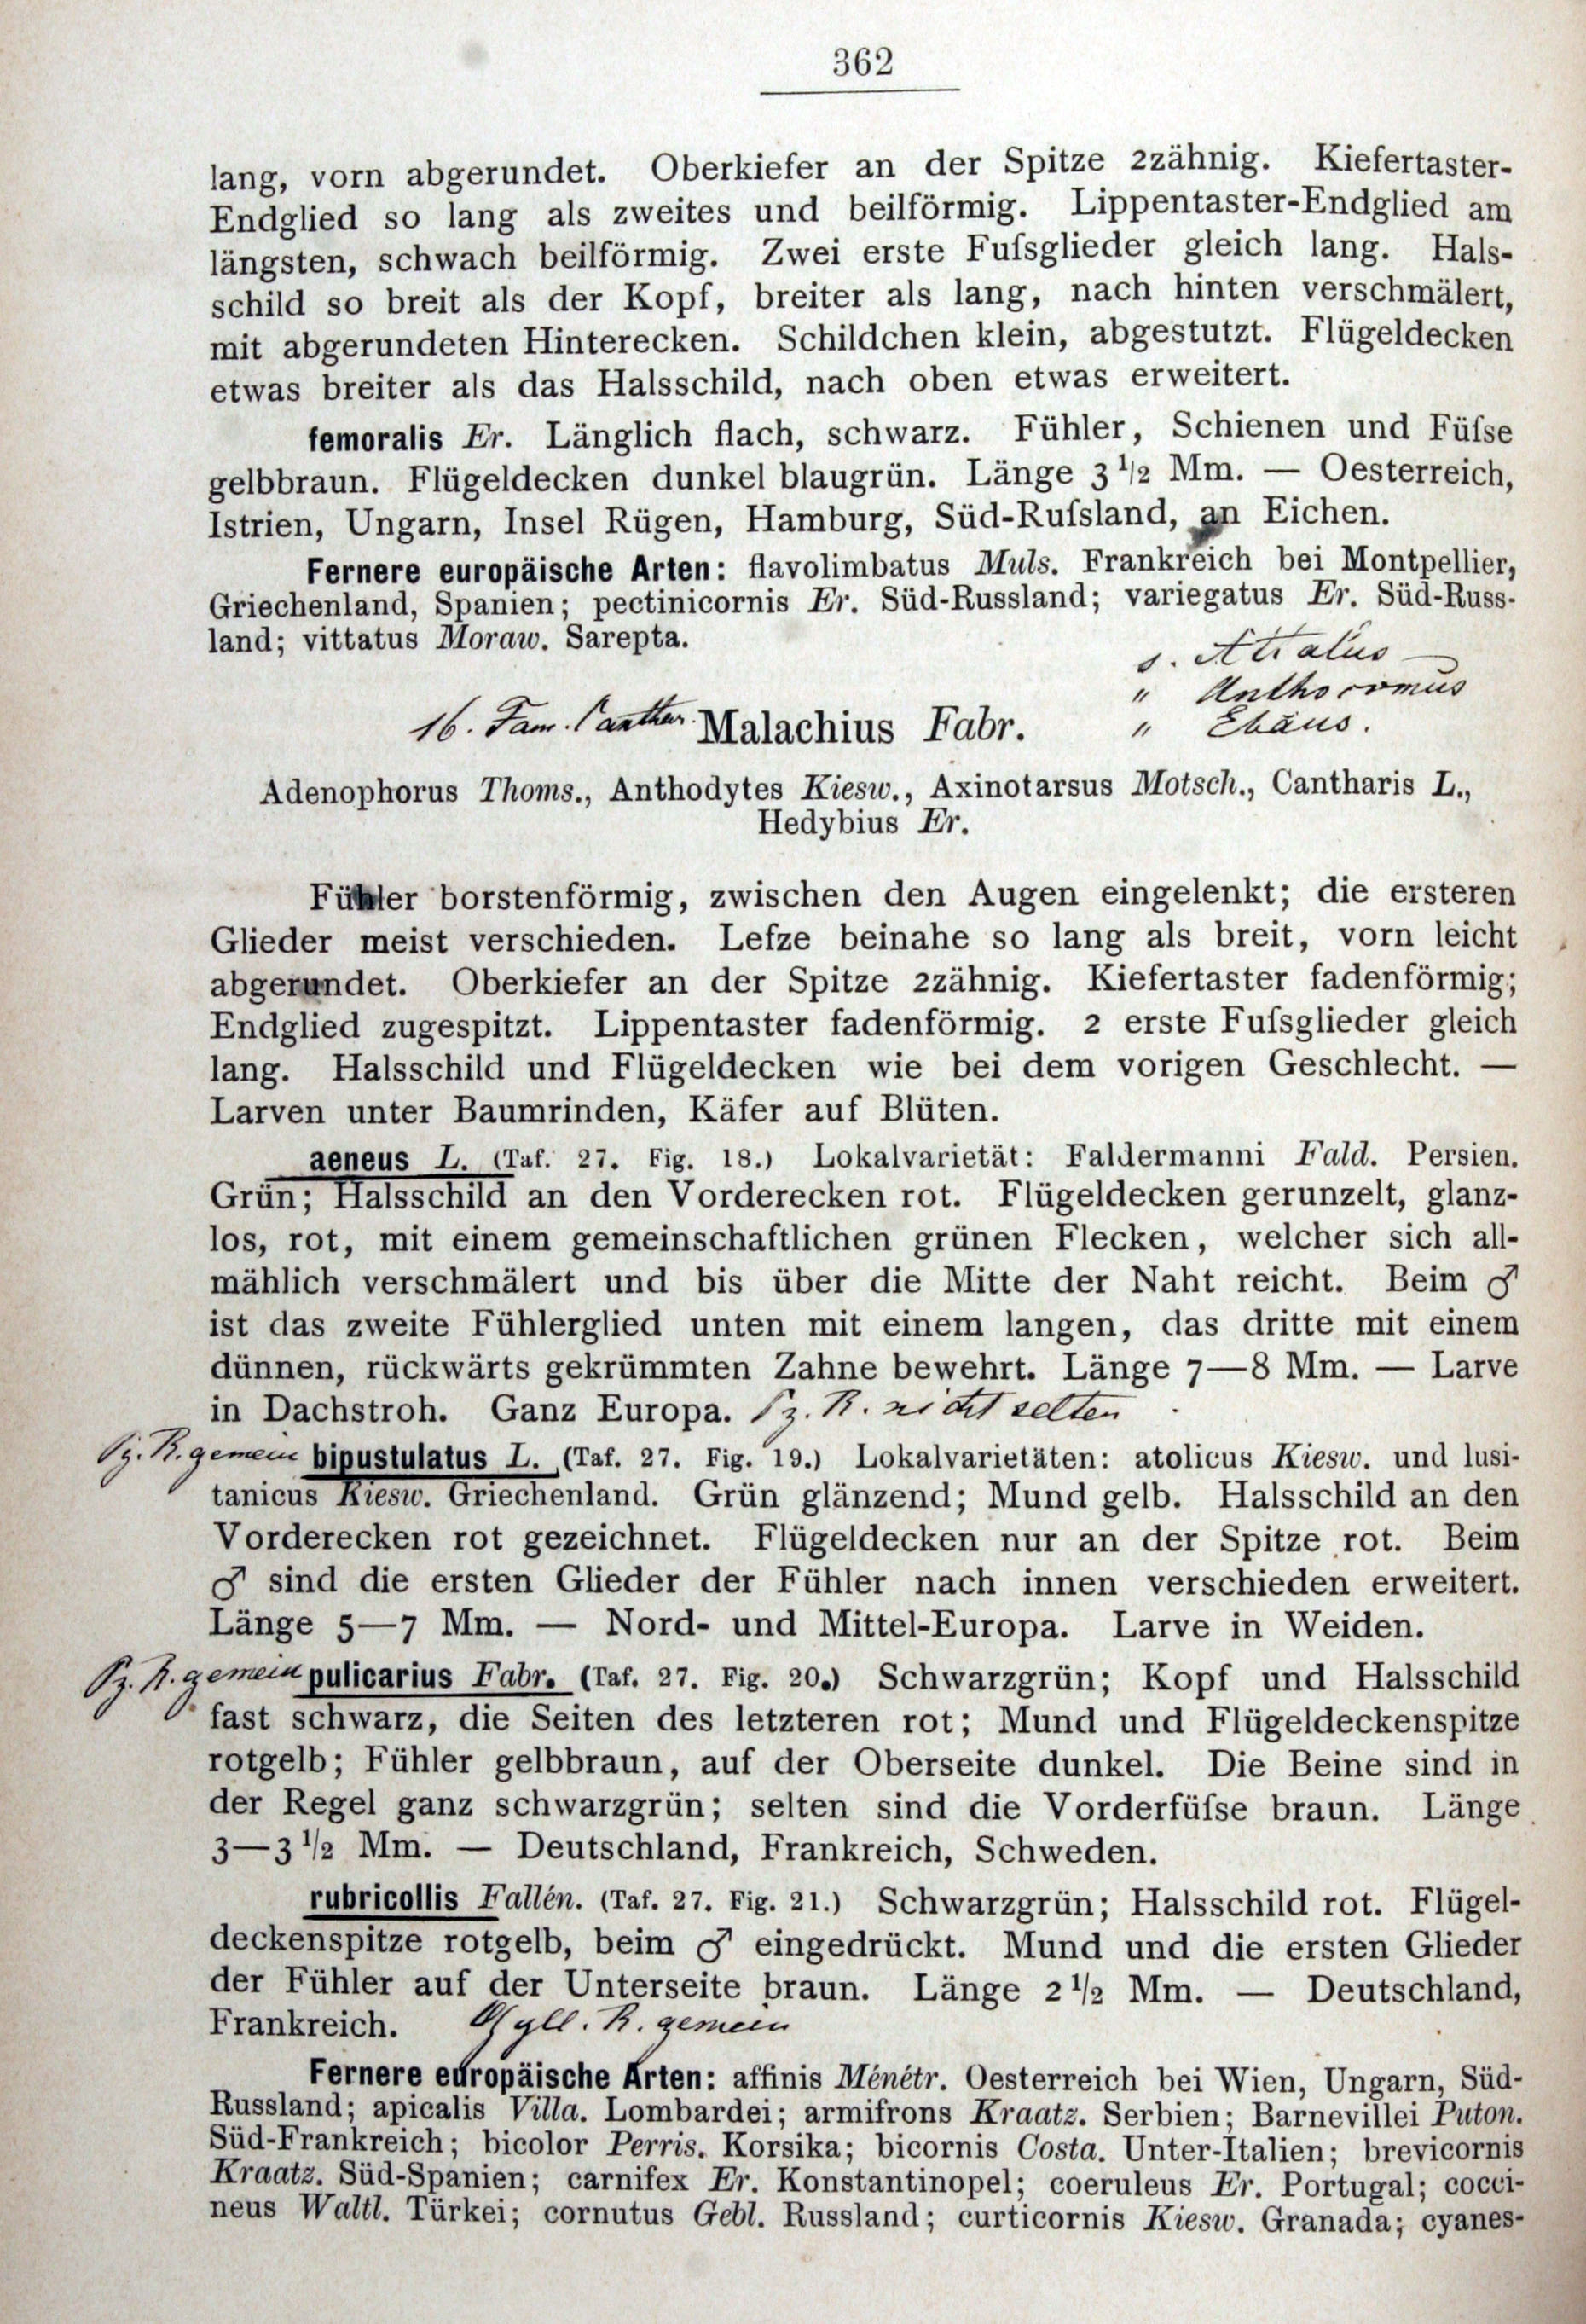 362
lang, vorn abgerundet. Oberkiefer an der Spitze 2zähnig. Kiefertaster-
Endglied so lang als zweites und beilförmig. Lippentaster-Endglied am
längsten, schwach beilförmig. Zwei erste Fuſsglieder gleich lang. Hals-
schild so breit als der Kopf, breiter als lang, nach hinten verschmälert,
mit abgerundeten Hinterecken. Schildchen klein, abgestutzt. Flügeldecken
etwas breiter als das Halsschild, nach oben etwas erweitert.
femoralis Er. Länglich flach, schwarz. Fühler, Schienen und Füſse
gelbbraun. Flügeldecken dunkel blaugrün. Länge 3 1/2 Mm. — Oesterreich,
Istrien, Ungarn, Insel Rügen, Hamburg, Süd-Ruſsland, an Eichen.
Fernere europäische Arten: flavolimbatus Muls. Frankreich bei Montpellier,
Griechenland, Spanien; pectinicornis Er. Süd-Russland; variegatus Er. Süd-Russ-
land; vittatus Moraw. Sarepta.
s. Attalus —
" Anthocomus
16. Fam. Canthar. Malachius Fabr. " Ebäus.
Adenophorus Thoms., Anthodytes Kiesw., Axinotarsus Motsch., Cantharis L.,
Hedybius Er.
Fühler borstenförmig, zwischen den Augen eingelenkt; die ersteren
Glieder meist verschieden. Lefze beinahe so lang als breit, vorn leicht
abgerundet. Oberkiefer an der Spitze 2zähnig. Kiefertaster fadenförmig;
Endglied zugespitzt. Lippentaster fadenförmig. 2 erste Fuſsglieder gleich
lang. Halsschild und Flügeldecken wie bei dem vorigen Geschlecht. —
Larven unter Baumrinden, Käfer auf Blüten.
aeneus L. (Taf. 27. Fig. 18.) Lokalvarietät: Faldermanni Fald. Persien.
Grün; Halsschild an den Vorderecken rot. Flügeldecken gerunzelt, glanz-
los, rot, mit einem gemeinschaftlichen grünen Flecken, welcher sich all-
mählich verschmälert und bis über die Mitte der Naht reicht. Beim ♂
ist das zweite Fühlerglied unten mit einem langen, das dritte mit einem
dünnen, rückwärts gekrümmten Zahne bewehrt. Länge 7—8 Mm. — Larve
in Dachstroh. Ganz Europa. Pz. R. nicht selten
Pz. R. gemein bipustulatus L. (Taf. 27. Fig. 19.) Lokalvarietäten: atolicus Kiesw. und lusi-
tanicus Kiesw. Griechenland. Grün glänzend; Mund gelb. Halsschild an den
Vorderecken rot gezeichnet. Flügeldecken nur an der Spitze rot. Beim
♂ sind die ersten Glieder der Fühler nach innen verschieden erweitert.
Länge 5—7 Mm. — Nord- und Mittel-Europa. Larve in Weiden.
Pz. R. gemein pulicarius Fabr. (Taf. 27. Fig. 20.) Schwarzgrün; Kopf und Halsschild
fast schwarz, die Seiten des letzteren rot; Mund und Flügeldeckenspitze
rotgelb; Fühler gelbbraun, auf der Oberseite dunkel. Die Beine sind in
der Regel ganz schwarzgrün; selten sind die Vorderfüſse braun. Länge
3—3 1/2 Mm. — Deutschland, Frankreich, Schweden.
rubricollis Fallén. (Taf. 27. Fig. 21.) Schwarzgrün; Halsschild rot. Flügel-
deckenspitze rotgelb, beim ♂ eingedrückt. Mund und die ersten Glieder
der Fühler auf der Unterseite braun. Länge 2 1/2 Mm. — Deutschland,
Frankreich. Gyll. R. gemein
Fernere europäische Arten: affinis Ménétr. Oesterreich bei Wien, Ungarn, Süd-
Russland; apicalis Villa. Lombardei; armifrons Kraatz. Serbien; Barnevillei Puton.
Süd-Frankreich; bicolor Perris. Korsika; bicornis Costa. Unter-Italien; brevicornis
Kraatz. Süd-Spanien; carnifex Er. Konstantinopel; coeruleus Er. Portugal; cocci-
neus Waltl. Türkei; cornutus Gebl. Russland; curticornis Kiesw. Granada; cyanes-